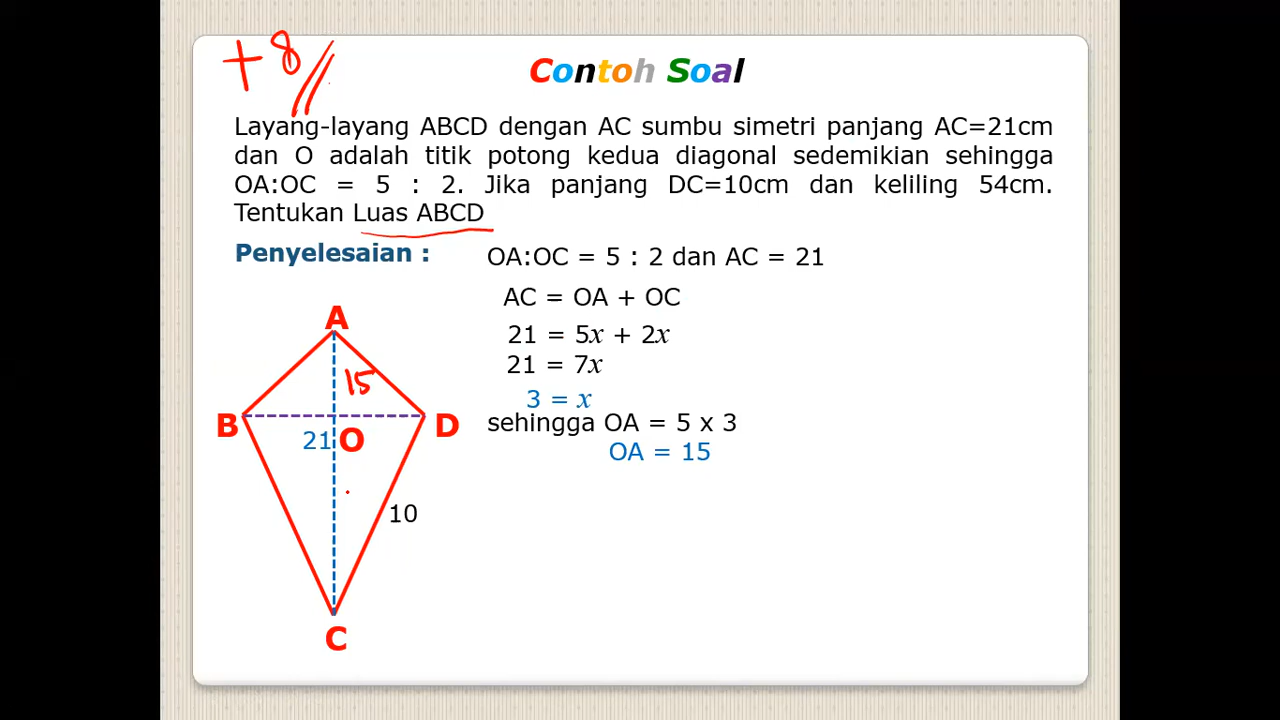 +8
Contoh Soal
Layang-layang ABCD dengan AC sumbu simetri panjang AC=21cm
dan O adalah titik potong kedua diagonal sedemikian sehingga
OA:OC = 5 : 2. Jika panjang DC=10cm dan keliling 54cm.
Tentukan Luas ABCD
Penyelesaian :
OA:OC = 5 : 2 dan AC = 21
AC = OA + OC
21 = 5x + 2x
21 = 7x
3 = x
sehingga OA = 5 x 3
OA = 15
A
15
B
D
21
O
10
C